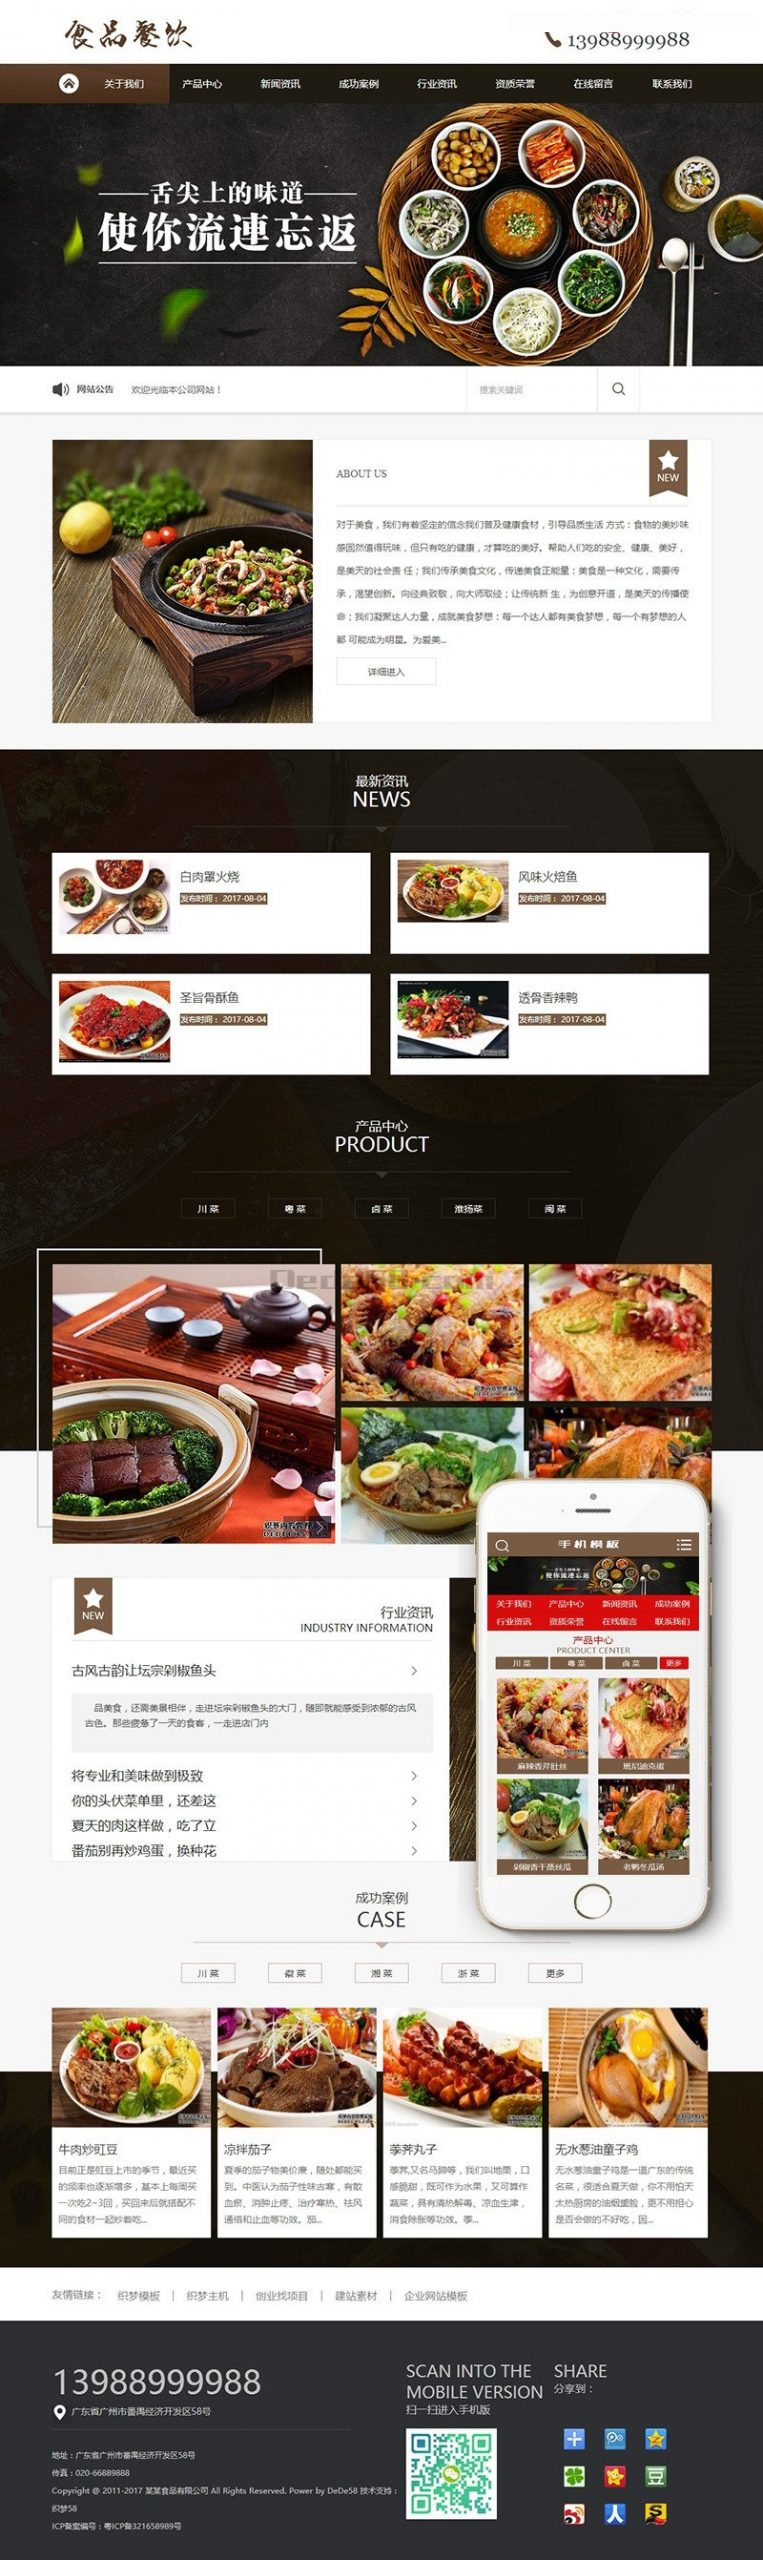 食品餐饮
13988999988
关于我们 产品中心 新闻资讯 成功案例 行业资讯 资质荣誉 在线留言 联系我们
舌尖上的味道
使你流連忘返
网站公告 欢迎光临本公司网站！
搜索关键词
ABOUT US
NEW
对于美食，我们有着坚定的信念我们普及健康食材，引导品质生活 方式：食物的美妙味
感固然值得玩味，但只有吃的健康，才算吃的美好。帮助人们吃的安全、健康、美好，
是美天的社会责 任；我们传承美食文化，传递美食正能量：美食是一种文化，需要传
承，渴望创新。向经典致敬，向大师取经；让传统新 生，为创意开道，是美天的传播使
命；我们凝聚达人力量，成就美食梦想：每一个达人都有美食梦想，每一个有梦想的人
都 可能成为明星。为爱美...
详细进入
最新资讯
NEWS
白肉罩火烧
发布时间： 2017-08-04
风味火焙鱼
发布时间： 2017-08-04
圣旨骨酥鱼
发布时间： 2017-08-04
透骨香辣鸭
发布时间： 2017-08-04
产品中心
PRODUCT
川 菜 粤 菜 卤 菜 淮扬菜 闽 菜
NEW
行业资讯
INDUSTRY INFORMATION
古风古韵让坛宗剁椒鱼头
品美食，还需美景相伴，走进坛宗剁椒鱼头的大门，随即就能感受到浓郁的古风
古色。那些疲惫了一天的食客，一走进店门内
将专业和美味做到极致
你的头伏菜单里，还差这
夏天的肉这样做，吃了立
番茄别再炒鸡蛋，换种花
手机模板
舌尖上的味道
使你流連忘返
关于我们 产品中心 新闻资讯 成功案例
行业资讯 资质荣誉 在线留言 联系我们
产品中心
PRODUCT CENTER
川 菜 粤 菜 卤 菜 更多
麻辣香芹肚丝 班尼迪克蛋
剁椒香干蒸丝瓜 老鸭冬瓜汤
成功案例
CASE
川 菜 徽 菜 湘 菜 浙 菜 更多
牛肉炒豇豆
目前正是豇豆上市的季节，最近买
的频率也逐渐增多，基本上每周买
一次吃2~3回，买回来后就搭配不
同的食材一起炒着吃...
凉拌茄子
夏季的茄子物美价廉，随处都能买
到。中医认为茄子性味古寒，有散
血瘀、消肿止疼、治疗寒热、祛风
通络和止血等功效。茄...
荸荠丸子
荸荠,又名马蹄等，我们叫地栗，口
感脆甜，既可作为水果，又可算作
蔬菜，具有清热解毒、凉血生津，
消食除胀等功效。荸...
无水葱油童子鸡
无水葱油童子鸡是一道广东的传统
名菜，很适合夏天做，你不用怕天
太热厨房的油烟重脸，更不用担心
是否会做的不好吃，因...
友情链接： 织梦模板 | 织梦主机 | 创业找项目 | 建站素材 | 企业网站模板
13988999988
广东省广州市番禺经济开发区58号
地址：广东省广州市番禺经济开发区58号
传真：020-66889888
Copyright @ 2011-2017 某某食品有限公司 All Rights Reserved. Power by DeDe58 技术支持：
织梦58
ICP备案编号：粤ICP备321658989号
SCAN INTO THE
MOBILE VERSION
扫一扫进入手机版
SHARE
分享到：